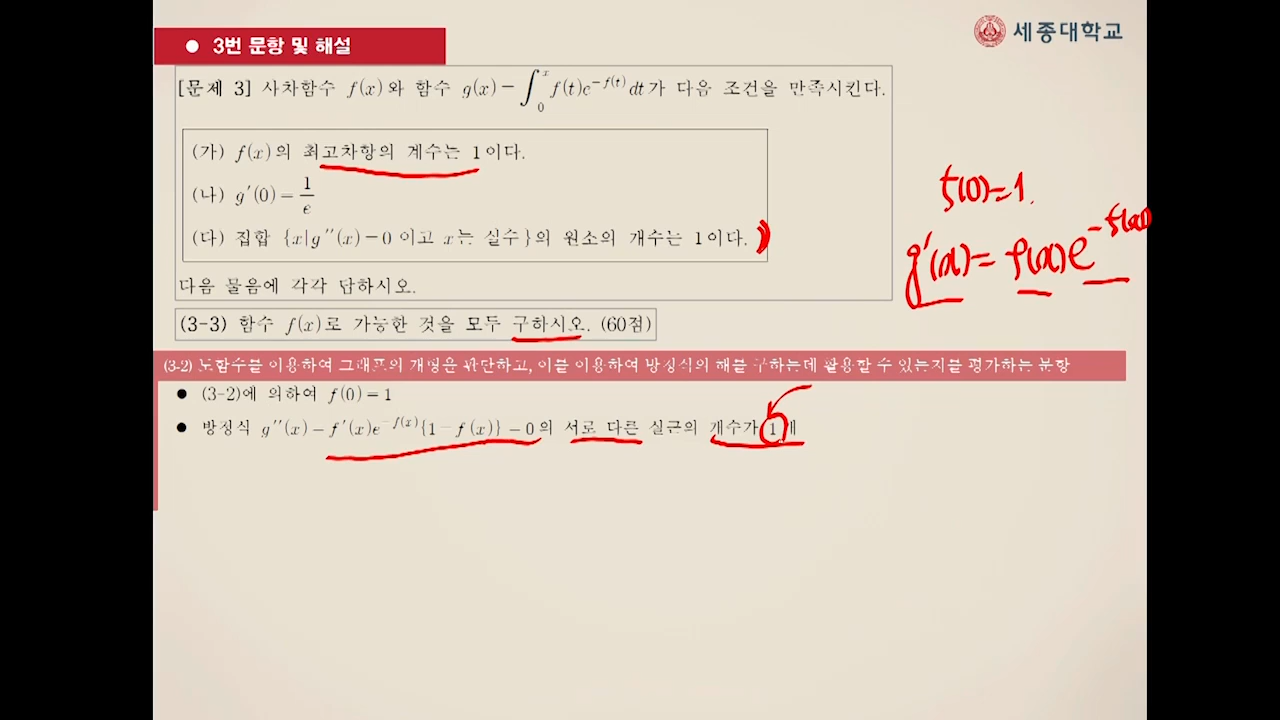 세종대학교
● 3번 문항 및 해설
[문제 3] 사차함수 f(x)와 함수 g(x)=∫₀ˣ f(t)e^{-f(t)}dt가 다음 조건을 만족시킨다.
(가) f(x)의 최고차항의 계수는 1이다.
(나) g′(0)=1/e
(다) 집합 {x|g′′(x)=0 이고 x는 실수}의 원소의 개수는 1이다.
f(0)=1.
g′(x)= f(x)e^{-f(x)}
다음 물음에 각각 답하시오.
(3-3) 함수 f(x)로 가능한 것을 모두 구하시오. (60점)
(3-2) 도함수를 이용하여 그래프의 개형을 판단하고, 이를 이용하여 방정식의 해를 구하는데 활용할 수 있는지를 평가하는 문항
● (3-2)에 의하여 f(0)=1
● 방정식 g′′(x)=f′(x)e^{-f(x)}{1-f(x)}=0의 서로 다른 실근의 개수가 1개